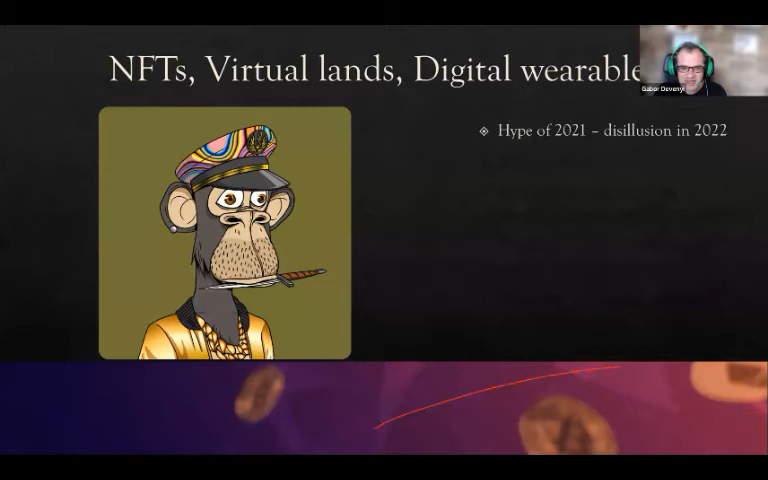 NFTs, Virtual lands, Digital wearable
Gabor Devenyi
Hype of 2021 – disillusion in 2022